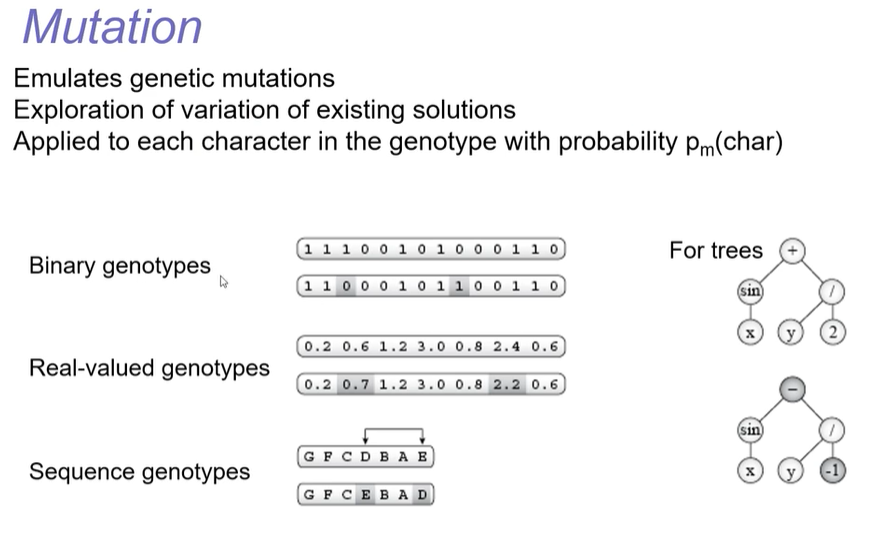 Mutation
Emulates genetic mutations
Exploration of variation of existing solutions
Applied to each character in the genotype with probability pm(char)
Binary genotypes
1 1 1 0 0 1 0 1 0 0 0 1 1 0
1 1 0 0 0 1 0 1 1 0 0 1 1 0
Real-valued genotypes
0.2 0.6 1.2 3.0 0.8 2.4 0.6
0.2 0.7 1.2 3.0 0.8 2.2 0.6
Sequence genotypes
G F C D B A E
G F C E B A D
For trees
+
sin /
x y 2
−
sin /
x y -1